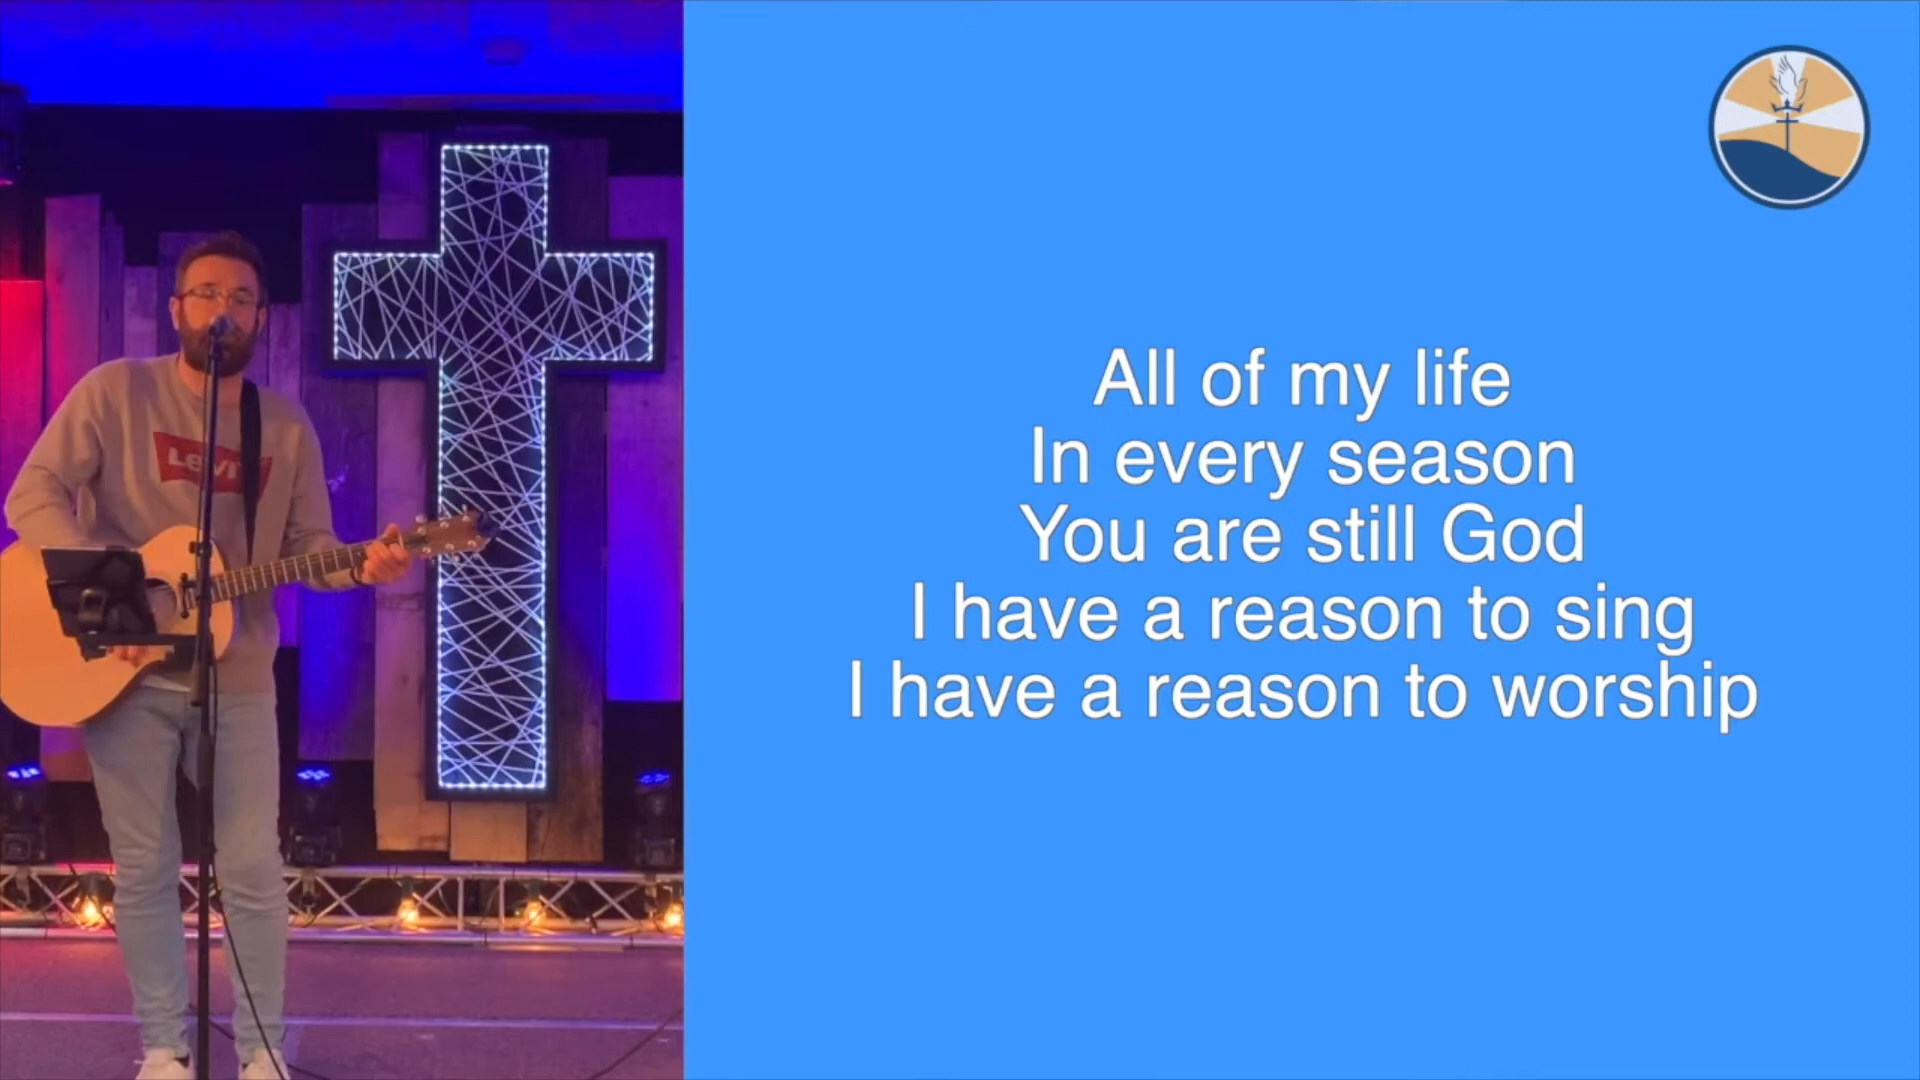 Levi's
All of my life
In every season
You are still God
I have a reason to sing
I have a reason to worship